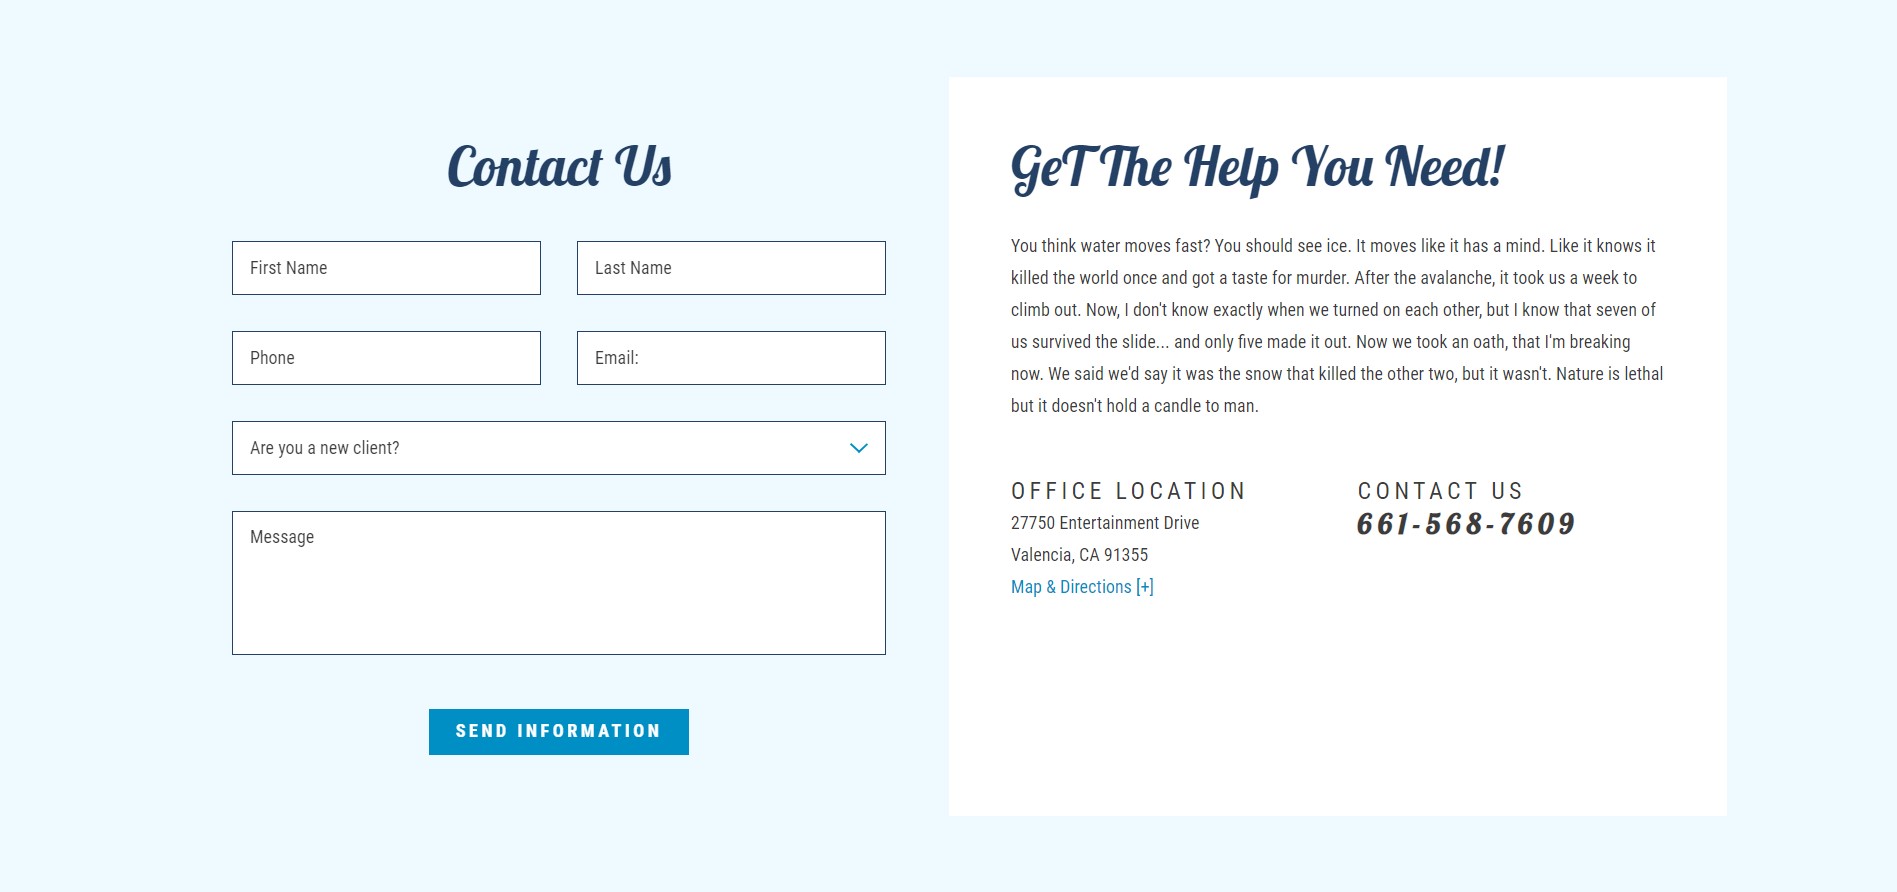 Contact Us
First Name
Last Name
Phone
Email:
Are you a new client?
Message
SEND INFORMATION
GeT The Help You Need!
You think water moves fast? You should see ice. It moves like it has a mind. Like it knows it
killed the world once and got a taste for murder. After the avalanche, it took us a week to
climb out. Now, I don't know exactly when we turned on each other, but I know that seven of
us survived the slide... and only five made it out. Now we took an oath, that I'm breaking
now. We said we'd say it was the snow that killed the other two, but it wasn't. Nature is lethal
but it doesn't hold a candle to man.
OFFICE LOCATION
27750 Entertainment Drive
Valencia, CA 91355
Map & Directions [+]
CONTACT US
661-568-7609